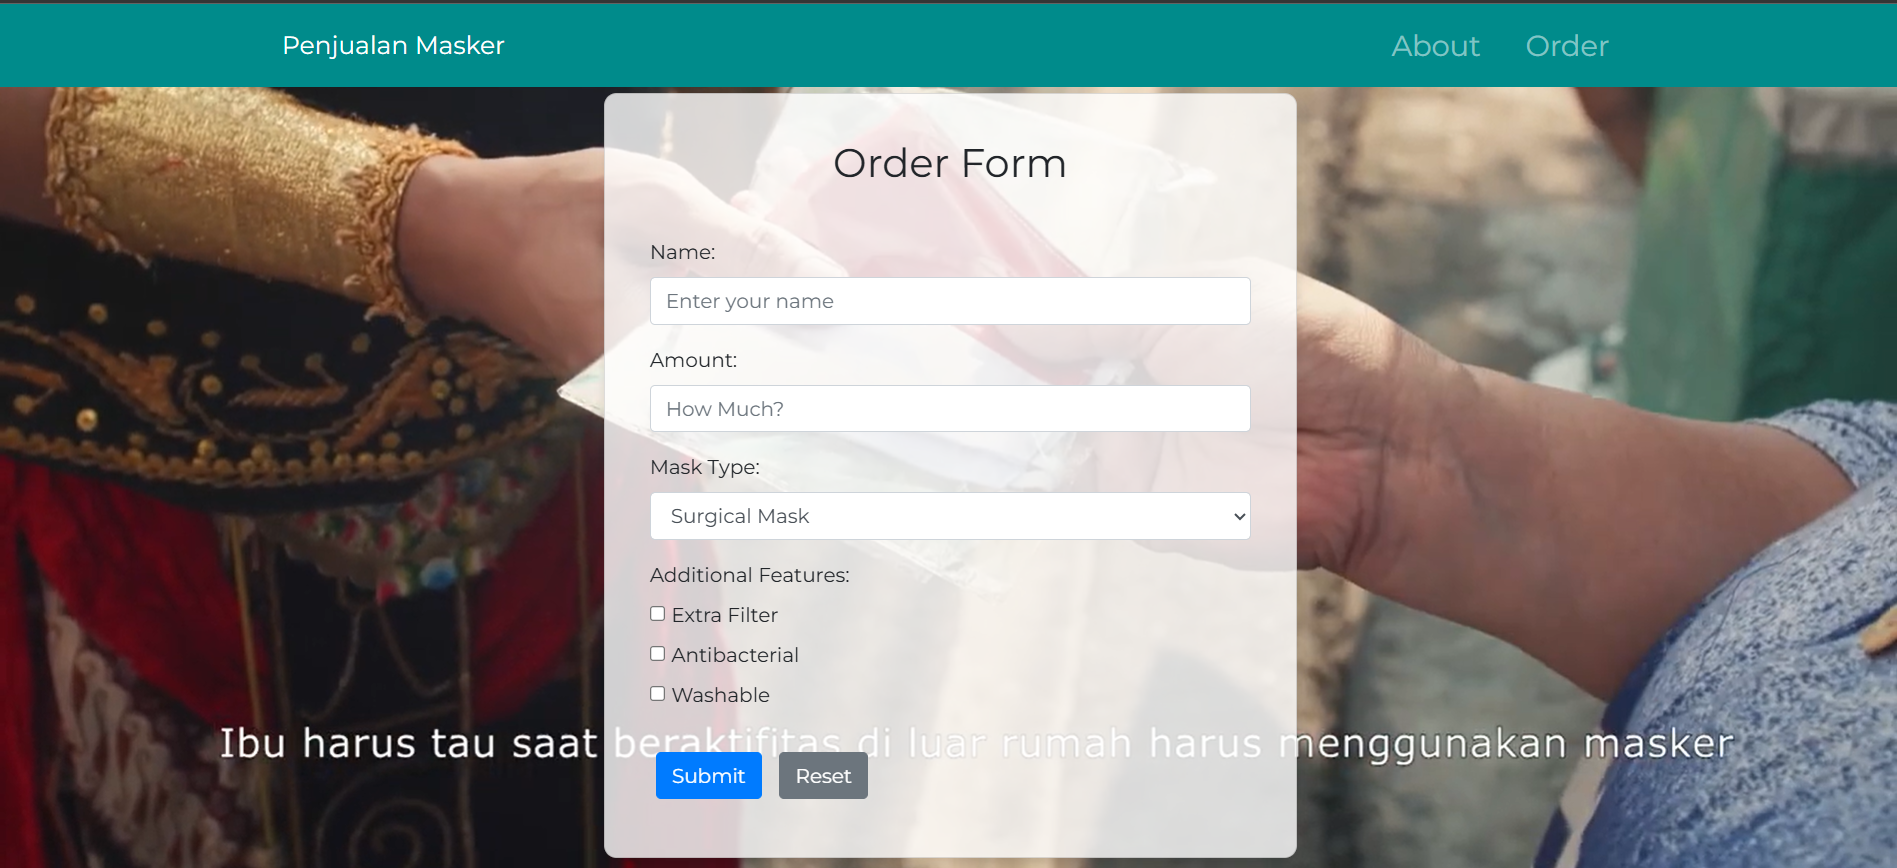 Penjualan Masker
About Order
Order Form
Name:
Enter your name
Amount:
How Much?
Mask Type:
Surgical Mask
Additional Features:
Extra Filter
Antibacterial
Washable
Ibu harus tau saat beraktifitas di luar rumah harus menggunakan masker
Submit Reset